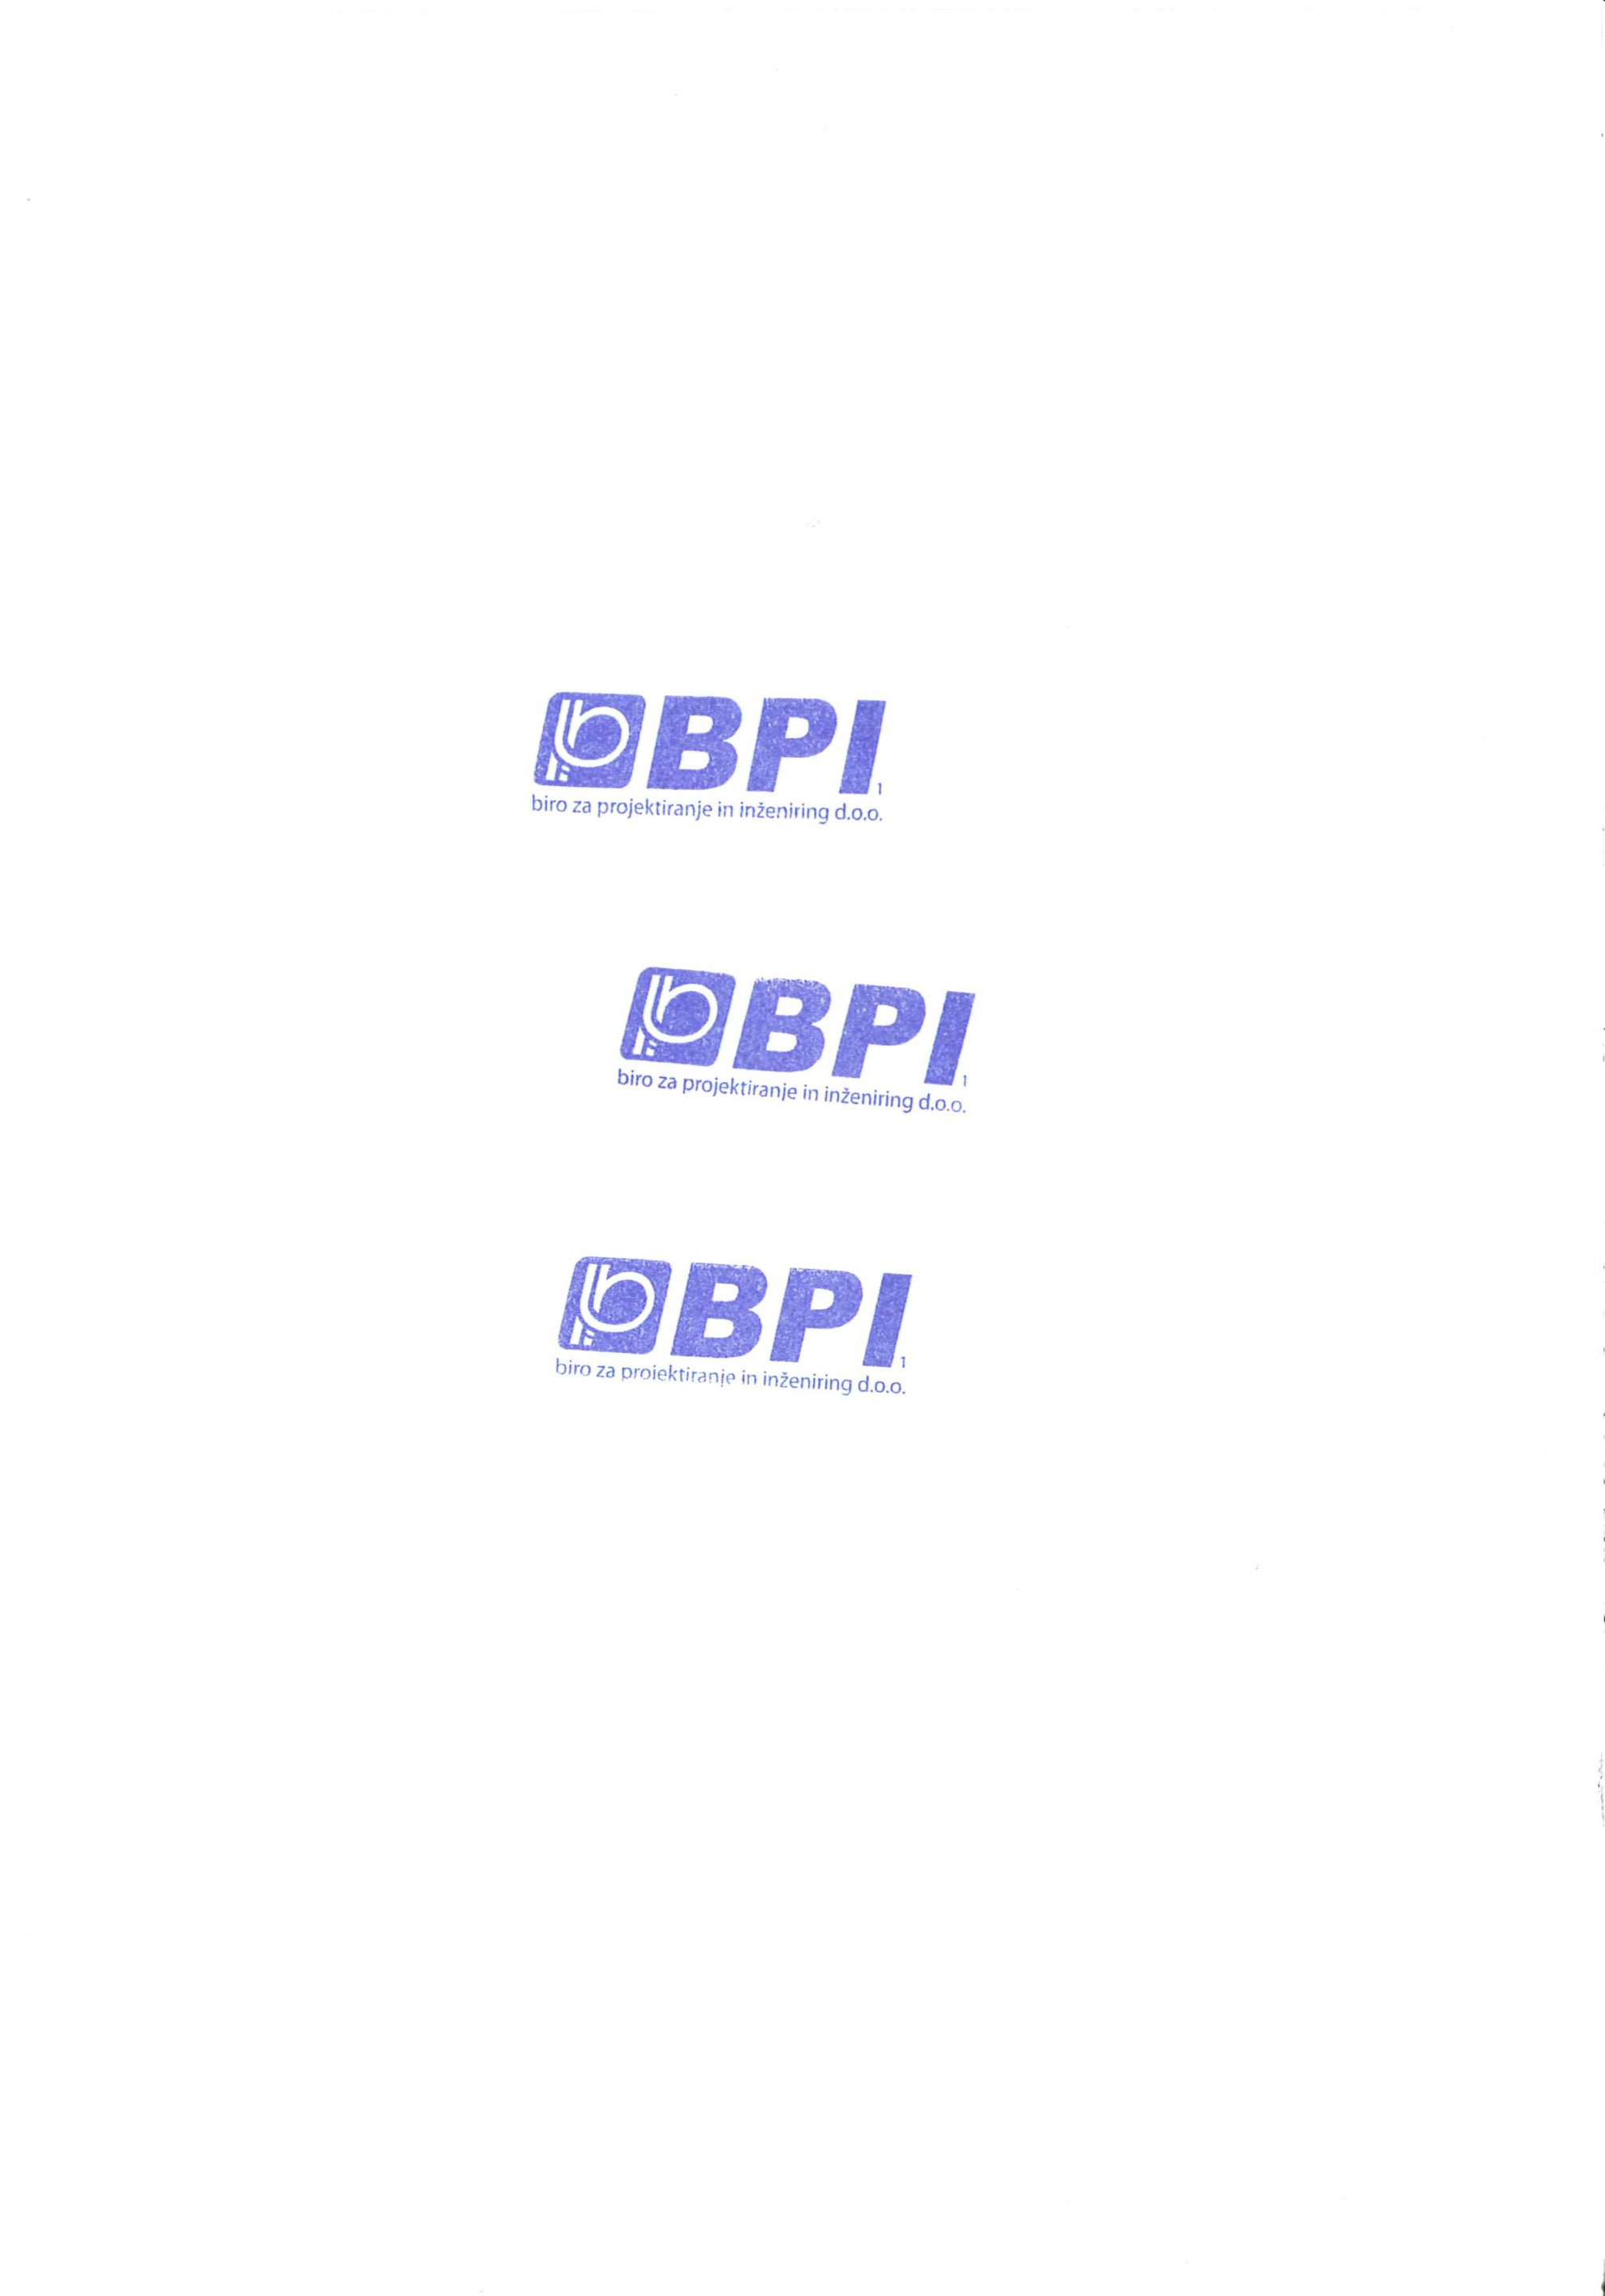 BPI
1
biro za projektiranje in inženiring d.o.o.
BPI
1
biro za projektiranje in inženiring d.o.o.
BPI
1
biro za projektiranje in inženiring d.o.o.